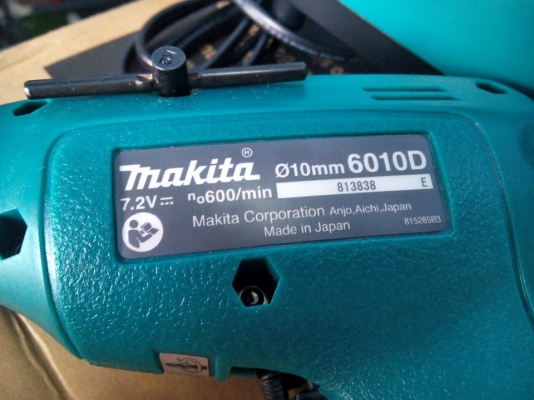 makita ® Ø10mm 6010D
7.2V⎓ n₀600/min 813838 E
Makita Corporation Anjo,Aichi,Japan
Made in Japan 815285B3